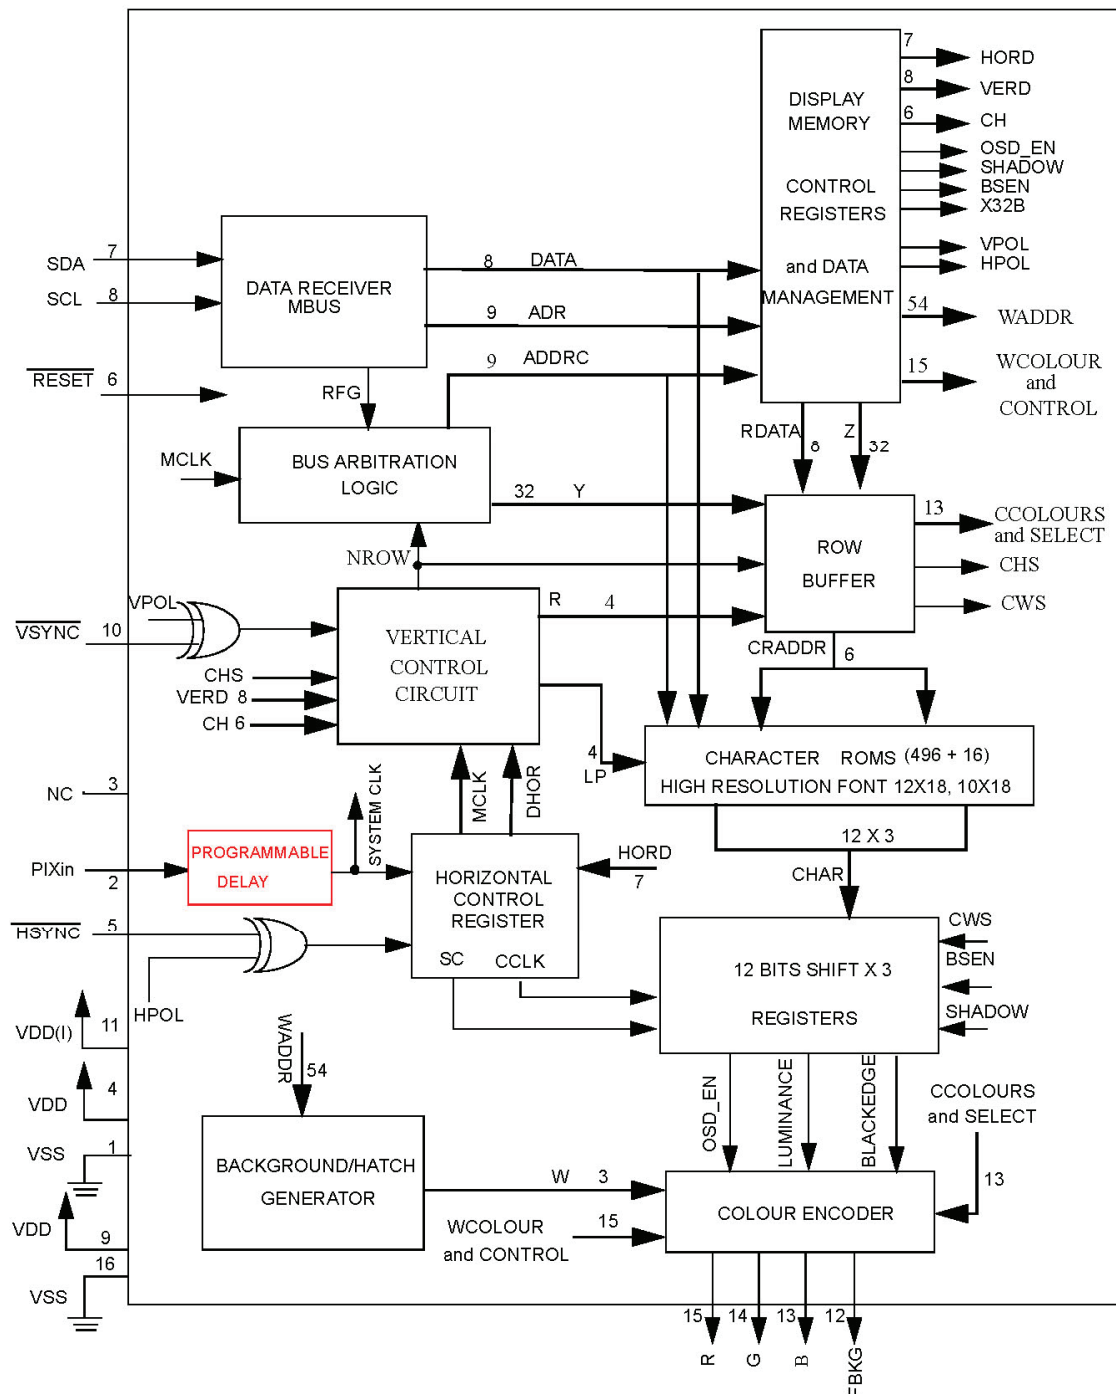 7
HORD
8
VERD
DISPLAY
MEMORY
6
CH
OSD_EN
SHADOW
CONTROL
REGISTERS
BSEN
X32B
VPOL
HPOL
SDA
7
SCL
8
DATA RECEIVER
MBUS
8 DATA
and DATA
MANAGEMENT
54
WADDR
9 ADR
RESET
6
RFG
9 ADDRC
15
WCOLOUR
and
CONTROL
RDATA
8
Z
32
MCLK
BUS ARBITRATION
LOGIC
32 Y
13
CCOLOURS
and SELECT
ROW
BUFFER
CHS
CWS
NROW
VPOL
VSYNC
10
R 4
VERTICAL
CONTROL
CIRCUIT
CRADDR
6
CHS
VERD 8
CH 6
4
LP
CHARACTER ROMS (496 + 16)
HIGH RESOLUTION FONT 12X18, 10X18
NC
3
MCLK
DHOR
SYSTEM CLK
12 X 3
PIXin
2
PROGRAMMABLE
DELAY
HORIZONTAL
CONTROL
REGISTER
HORD
7
CHAR
HSYNC
5
SC CCLK
HPOL
12 BITS SHIFT X 3
REGISTERS
CWS
BSEN
SHADOW
VDD(I)
11
WADDR
54
VDD
4
OSD_EN
LUMINANCE
BLACKEDGE
CCOLOURS
and SELECT
13
VSS
1
BACKGROUND/HATCH
GENERATOR
W 3
COLOUR ENCODER
VDD
9
WCOLOUR
and CONTROL
15
16
VSS
15
14
13
12
R
G
B
FBKG